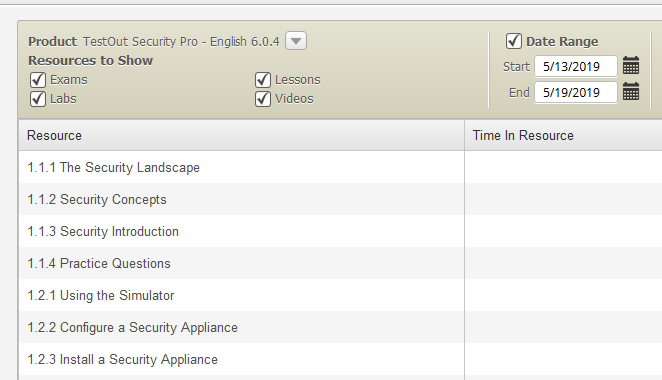 Product TestOut Security Pro - English 6.0.4
Resources to Show
Exams Lessons
Labs Videos
Date Range
Start 5/13/2019
End 5/19/2019
Resource Time In Resource
1.1.1 The Security Landscape
1.1.2 Security Concepts
1.1.3 Security Introduction
1.1.4 Practice Questions
1.2.1 Using the Simulator
1.2.2 Configure a Security Appliance
1.2.3 Install a Security Appliance